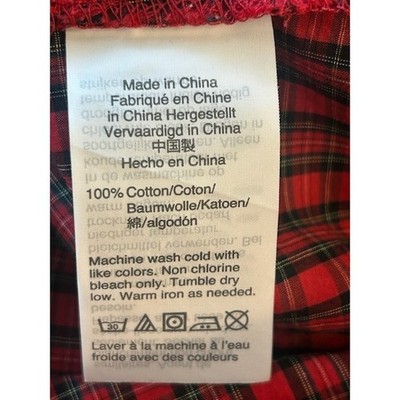 Made in China
Fabriqué en Chine
in China Hergestellt
Vervaardigd in China
中国製
Hecho en China
100% Cotton/Coton/
Baumwolle/Katoen/
綿/algodón
Machine wash cold with
like colors. Non chlorine
bleach only. Tumble dry
low. Warm iron as needed.
30
Laver à la machine à l'eau
froide avec des couleurs